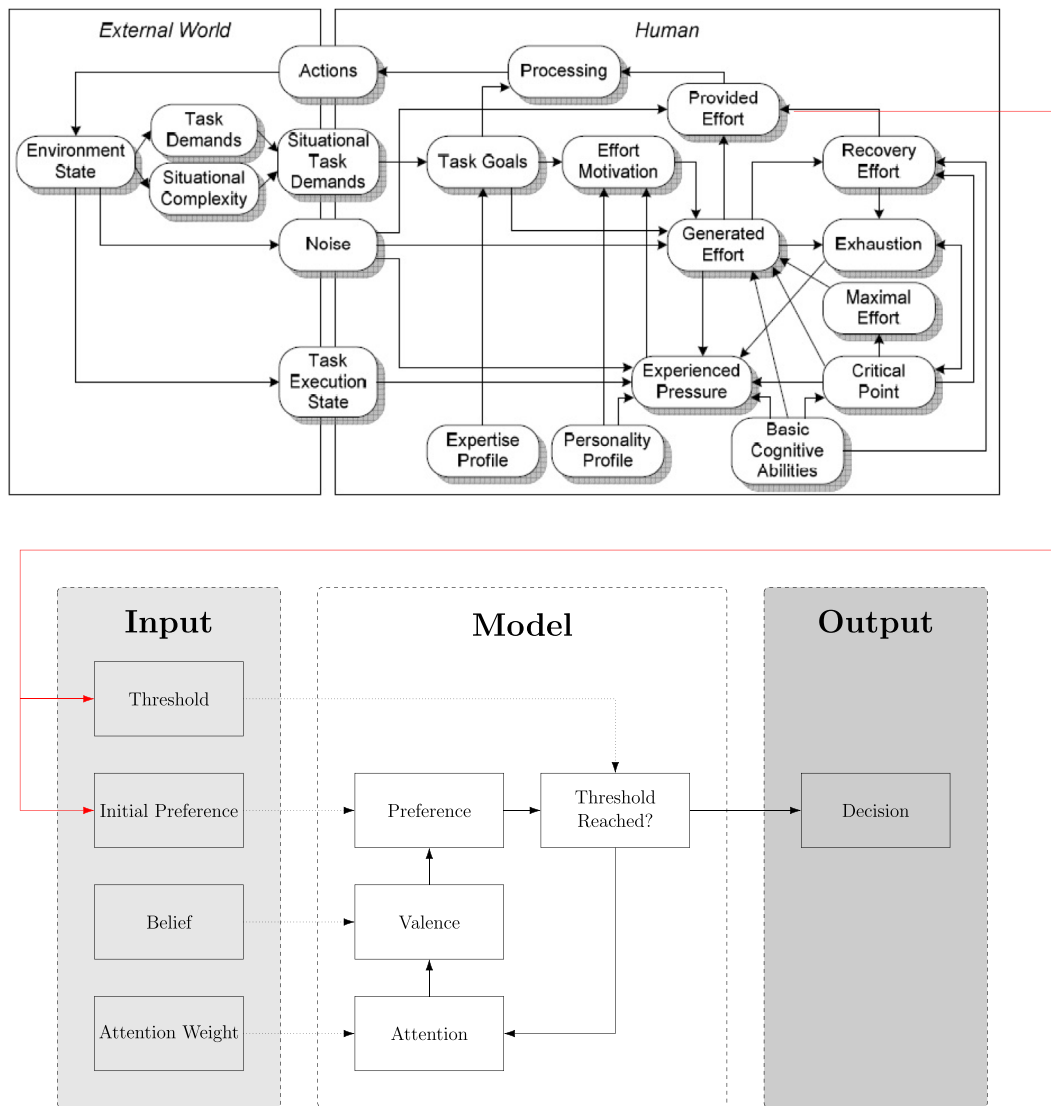 External World
Human
Actions
Processing
Provided
Effort
Task
Demands
Situational
Task
Demands
Environment
State
Situational
Complexity
Task Goals
Effort
Motivation
Recovery
Effort
Noise
Generated
Effort
Exhaustion
Maximal
Effort
Task
Execution
State
Experienced
Pressure
Critical
Point
Expertise
Profile
Personality
Profile
Basic
Cognitive
Abilities
Input
Model
Output
Threshold
Initial Preference
Preference
Threshold
Reached?
Decision
Belief
Valence
Attention Weight
Attention